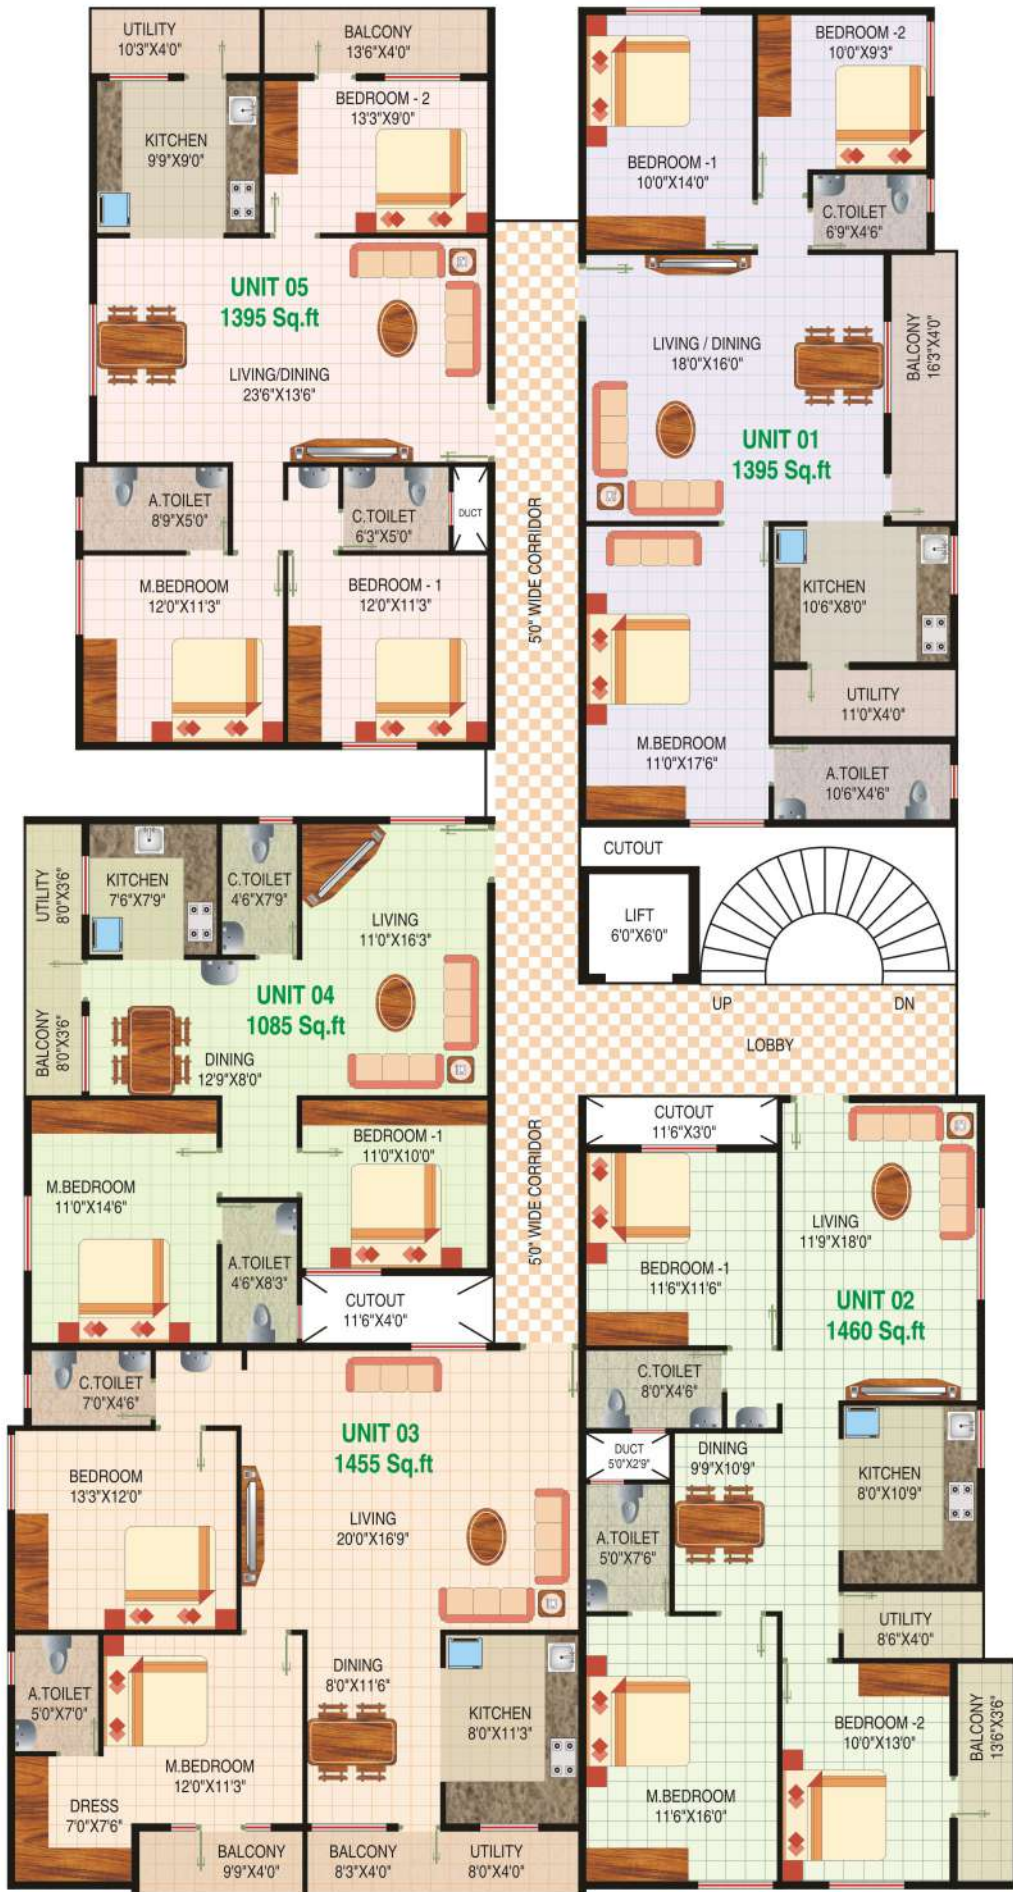 UTILITY
10'3"X4'0"
BALCONY
13'6"X4'0"
KITCHEN
9'9"X9'0"
BEDROOM - 2
13'3"X9'0"
UNIT 05
1395 Sq.ft
LIVING/DINING
23'6"X13'6"
A.TOILET
8'9"X5'0"
C.TOILET
6'3"X5'0"
DUCT
M.BEDROOM
12'0"X11'3"
BEDROOM - 1
12'0"X11'3"
5'0" WIDE CORRIDOR
BEDROOM -1
10'0"X14'0"
BEDROOM -2
10'0"X9'3"
C.TOILET
6'9"X4'6"
LIVING / DINING
18'0"X16'0"
BALCONY
16'3"X4'0"
UNIT 01
1395 Sq.ft
KITCHEN
10'6"X8'0"
UTILITY
11'0"X4'0"
M.BEDROOM
11'0"X17'6"
A.TOILET
10'6"X4'6"
CUTOUT
LIFT
6'0"X6'0"
UP
DN
LOBBY
UTILITY
8'0"X3'6"
KITCHEN
7'6"X7'9"
C.TOILET
4'6"X7'9"
LIVING
11'0"X16'3"
UNIT 04
1085 Sq.ft
BALCONY
8'0"X3'6"
DINING
12'9"X8'0"
M.BEDROOM
11'0"X14'6"
BEDROOM -1
11'0"X10'0"
A.TOILET
4'6"X8'3"
CUTOUT
11'6"X4'0"
5'0" WIDE CORRIDOR
CUTOUT
11'6"X3'0"
LIVING
11'9"X18'0"
BEDROOM -1
11'6"X11'6"
UNIT 02
1460 Sq.ft
C.TOILET
8'0"X4'6"
DUCT
5'0"X2'9"
DINING
9'9"X10'9"
KITCHEN
8'0"X10'9"
A.TOILET
5'0"X7'6"
UTILITY
8'6"X4'0"
BEDROOM -2
10'0"X13'0"
BALCONY
13'6"X3'6"
M.BEDROOM
11'6"X16'0"
C.TOILET
7'0"X4'6"
UNIT 03
1455 Sq.ft
BEDROOM
13'3"X12'0"
LIVING
20'0"X16'9"
A.TOILET
5'0"X7'0"
DINING
8'0"X11'6"
KITCHEN
8'0"X11'3"
M.BEDROOM
12'0"X11'3"
DRESS
7'0"X7'6"
BALCONY
9'9"X4'0"
BALCONY
8'3"X4'0"
UTILITY
8'0"X4'0"